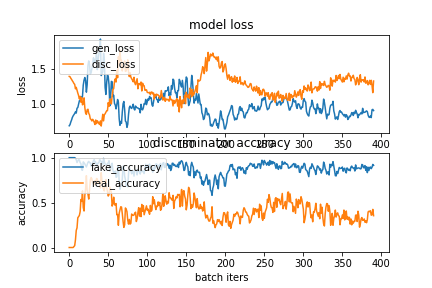 model loss
gen_loss
disc_loss
loss
1.5
1.0
0 50 100 150 200 250 300 350 400
discriminator accuracy
fake_accuracy
real_accuracy
accuracy
1.0
0.5
0.0
0 50 100 150 200 250 300 350 400
batch iters